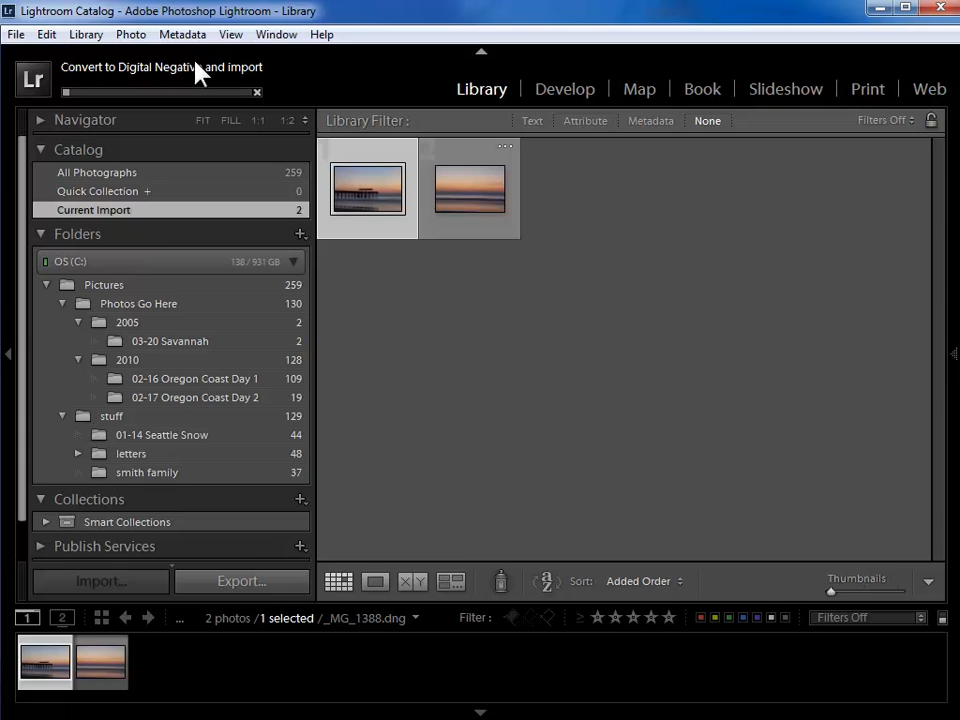 Lr Lightroom Catalog - Adobe Photoshop Lightroom - Library
File Edit Library Photo Metadata View Window Help
Lr Convert to Digital Negative and import
Library Develop Map Book Slideshow Print Web
Navigator FIT FILL 1:1 1:2
Library Filter : Text Attribute Metadata None Filters Off
Catalog
All Photographs 259
Quick Collection + 0
Current Import 2
Folders
OS (C:) 138 / 931 GB
Pictures 259
Photos Go Here 130
2005 2
03-20 Savannah 2
2010 128
02-16 Oregon Coast Day 1 109
02-17 Oregon Coast Day 2 19
stuff 129
01-14 Seattle Snow 44
letters 48
smith family 37
Collections
Smart Collections
Publish Services
Import... Export...
XY Sort: Added Order Thumbnails
1 2 ... 2 photos / 1 selected / _MG_1388.dng Filter : Filters Off